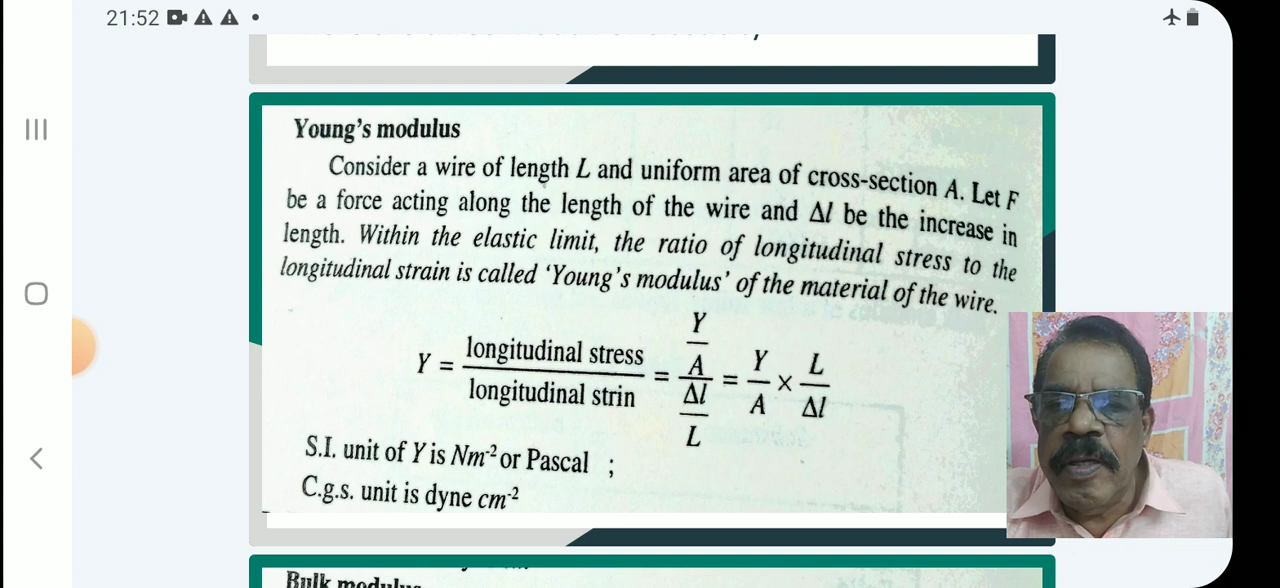 21:52
Young's modulus
Consider a wire of length L and uniform area of cross-section A. Let F
be a force acting along the length of the wire and Δl be the increase in
length. Within the elastic limit, the ratio of longitudinal stress to the
longitudinal strain is called 'Young's modulus' of the material of the wire.
Y = longitudinal stress / longitudinal strin = Y/A / Δl/L = Y/A × L/Δl
S.I. unit of Y is Nm⁻² or Pascal ;
C.g.s. unit is dyne cm⁻²
Bulk modulus